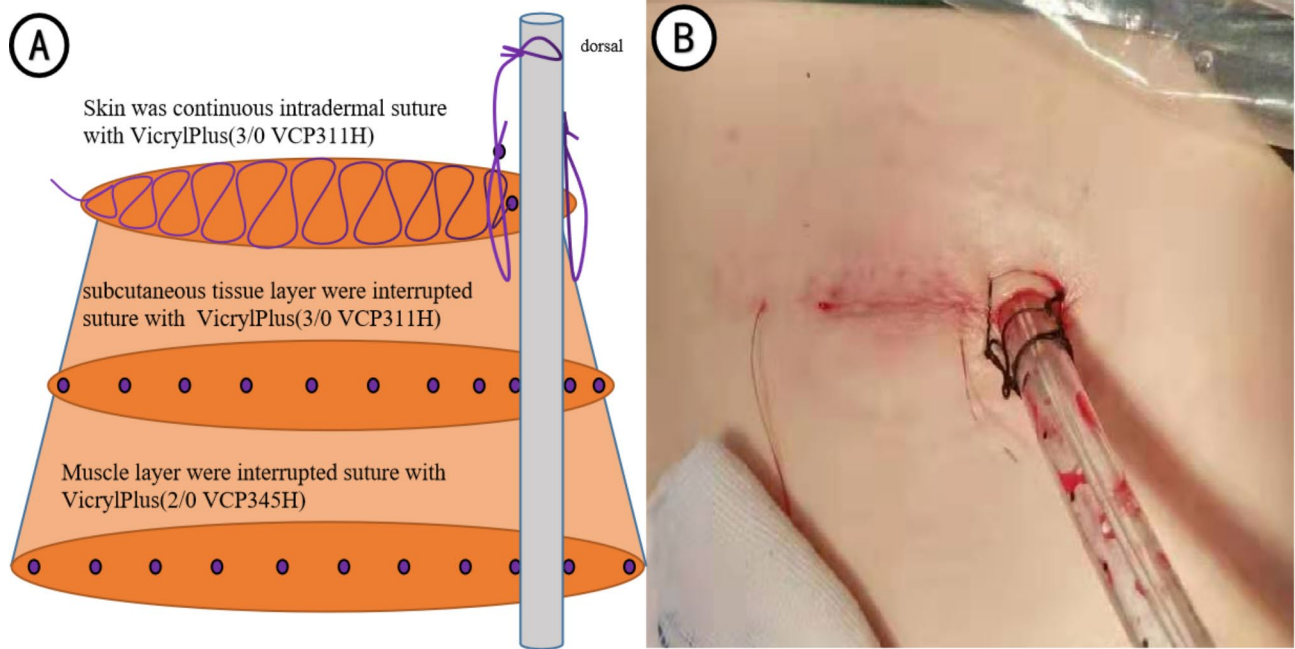 A
dorsal
Skin was continuous intradermal suture
with VicrylPlus(3/0 VCP311H)
subcutaneous tissue layer were interrupted
suture with VicrylPlus(3/0 VCP311H)
Muscle layer were interrupted suture with
VicrylPlus(2/0 VCP345H)
B